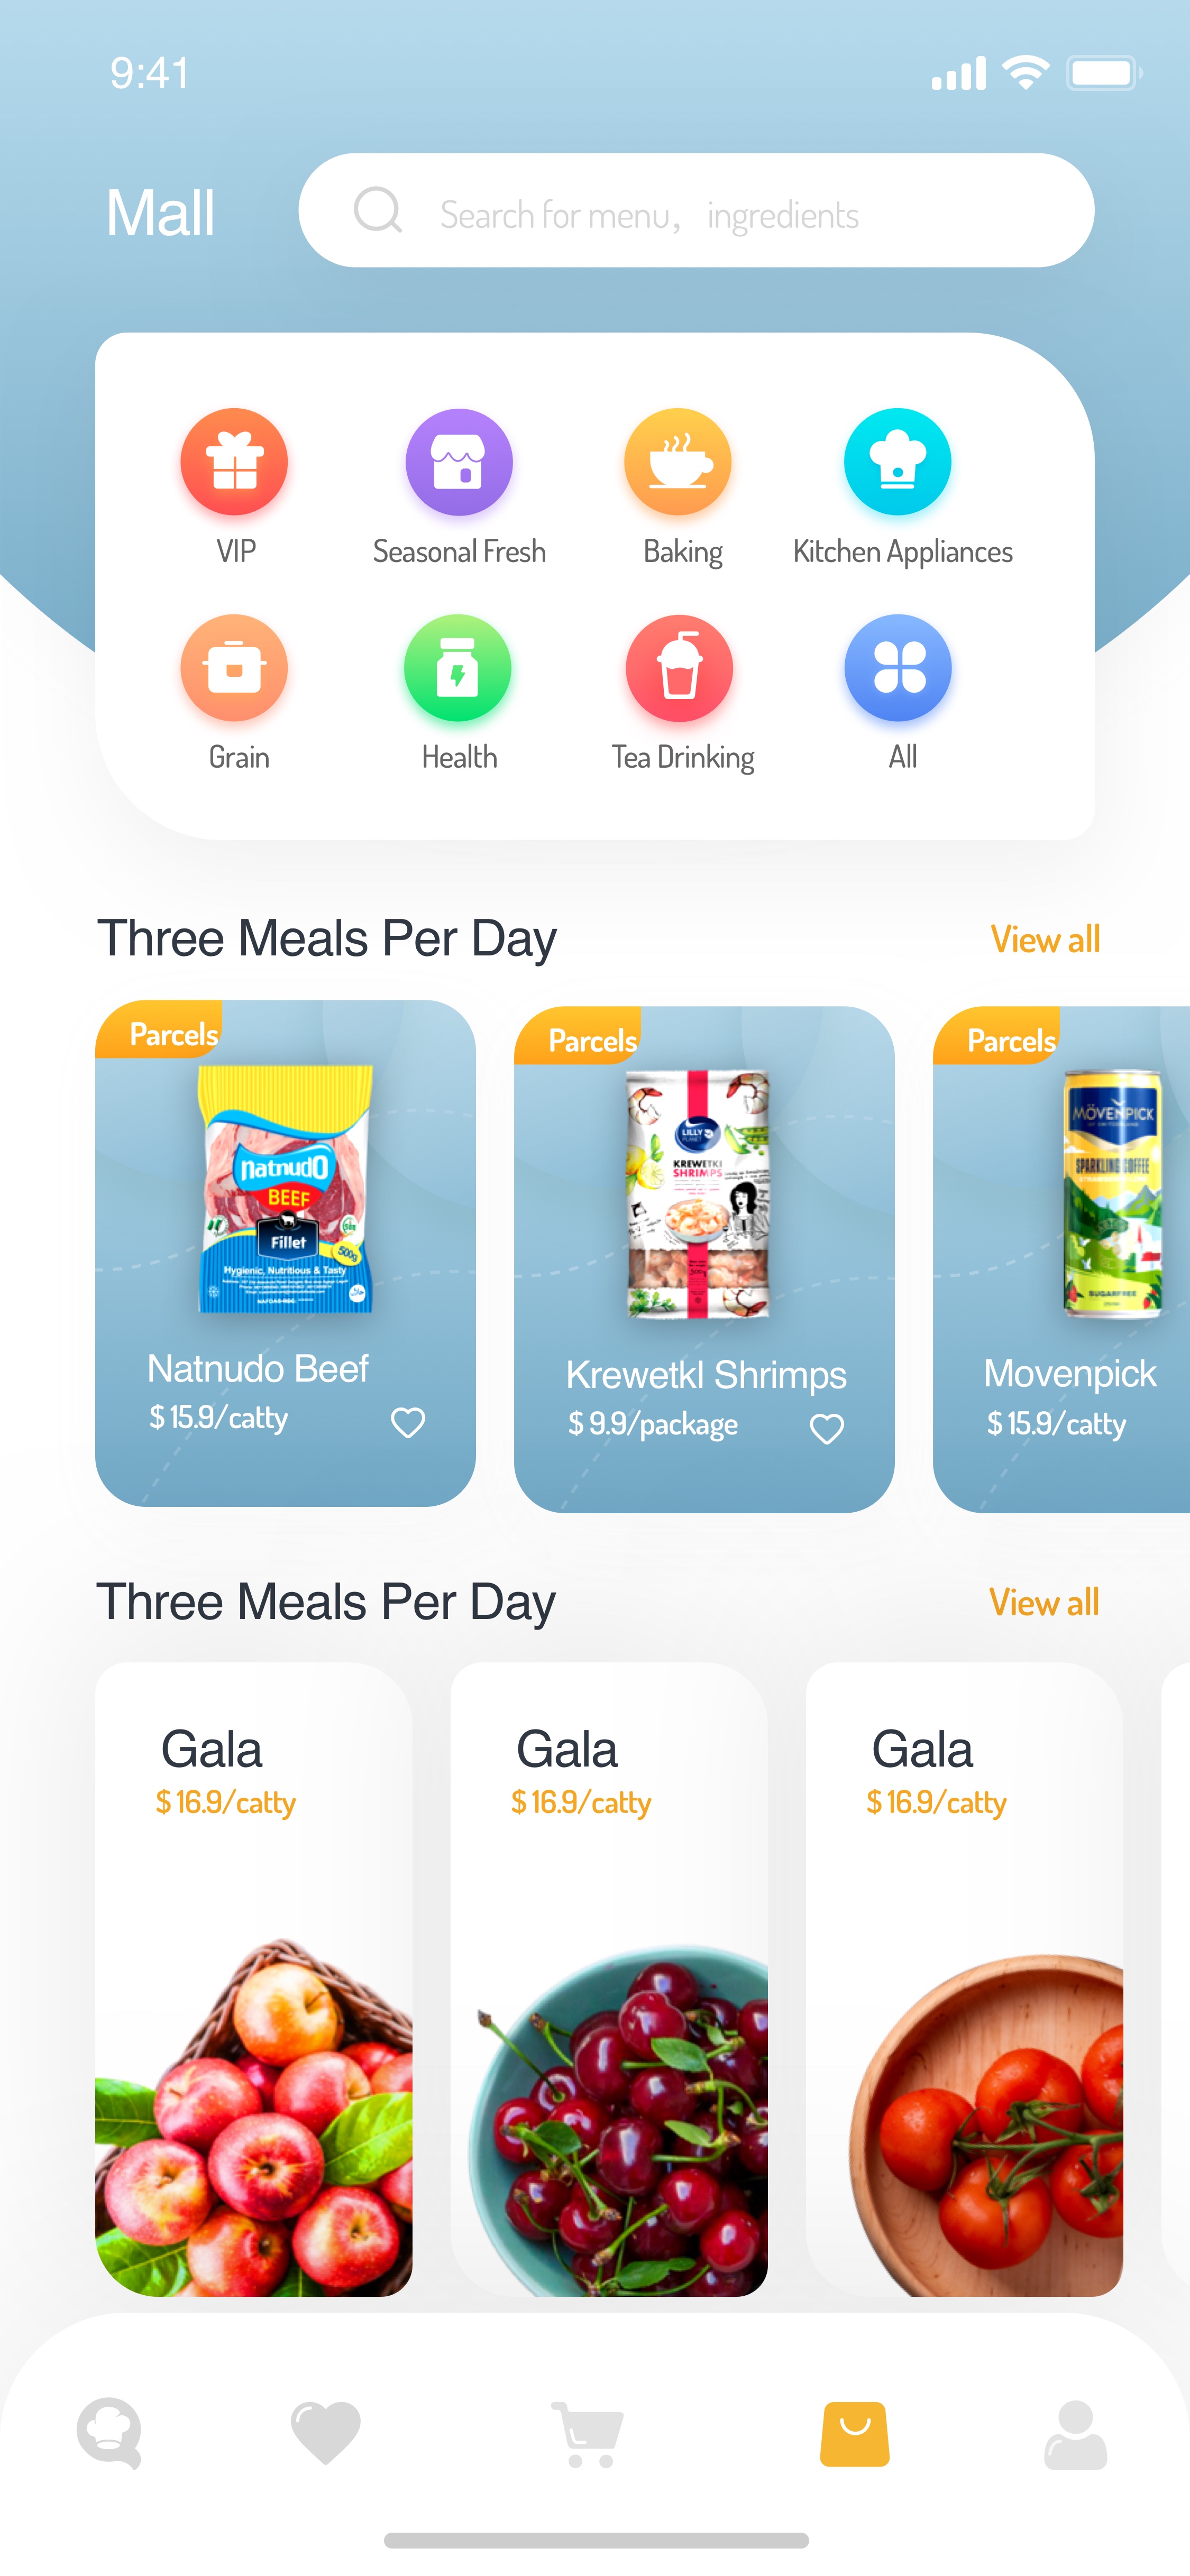 9:41
Mall
Search for menu， ingredients
VIP
Seasonal Fresh
Baking
Kitchen Appliances
Grain
Health
Tea Drinking
All
Three Meals Per Day
View all
Parcels
natnudO
BEEF
Fillet
500g
Hygienic, Nutritious & Tasty
Natnudo Beef
$ 15.9/catty
Parcels
LILLY
PLANET
KREWETKI
SHRIMPS
Krewetkl Shrimps
$ 9.9/package
Parcels
MÖVENPICK
SPARKLING COFFEE
SUGARFREE
Movenpick
$ 15.9/catty
Three Meals Per Day
View all
Gala
$ 16.9/catty
Gala
$ 16.9/catty
Gala
$ 16.9/catty